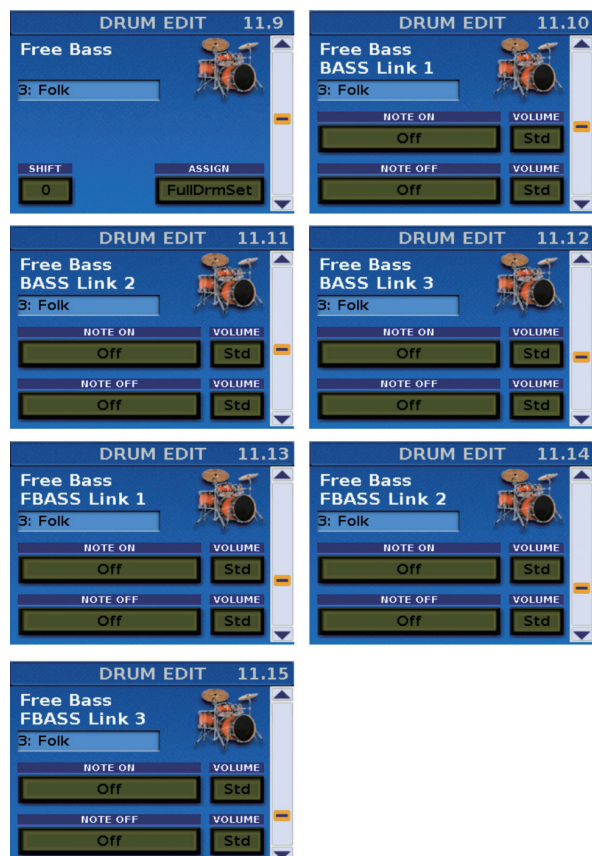 DRUM EDIT 11.9
Free Bass
3: Folk
SHIFT ASSIGN
0 FullDrmSet
DRUM EDIT 11.10
Free Bass
BASS Link 1
3: Folk
NOTE ON VOLUME
Off Std
NOTE OFF VOLUME
Off Std
DRUM EDIT 11.11
Free Bass
BASS Link 2
3: Folk
NOTE ON VOLUME
Off Std
NOTE OFF VOLUME
Off Std
DRUM EDIT 11.12
Free Bass
BASS Link 3
3: Folk
NOTE ON VOLUME
Off Std
NOTE OFF VOLUME
Off Std
DRUM EDIT 11.13
Free Bass
FBASS Link 1
3: Folk
NOTE ON VOLUME
Off Std
NOTE OFF VOLUME
Off Std
DRUM EDIT 11.14
Free Bass
FBASS Link 2
3: Folk
NOTE ON VOLUME
Off Std
NOTE OFF VOLUME
Off Std
DRUM EDIT 11.15
Free Bass
FBASS Link 3
3: Folk
NOTE ON VOLUME
Off Std
NOTE OFF VOLUME
Off Std